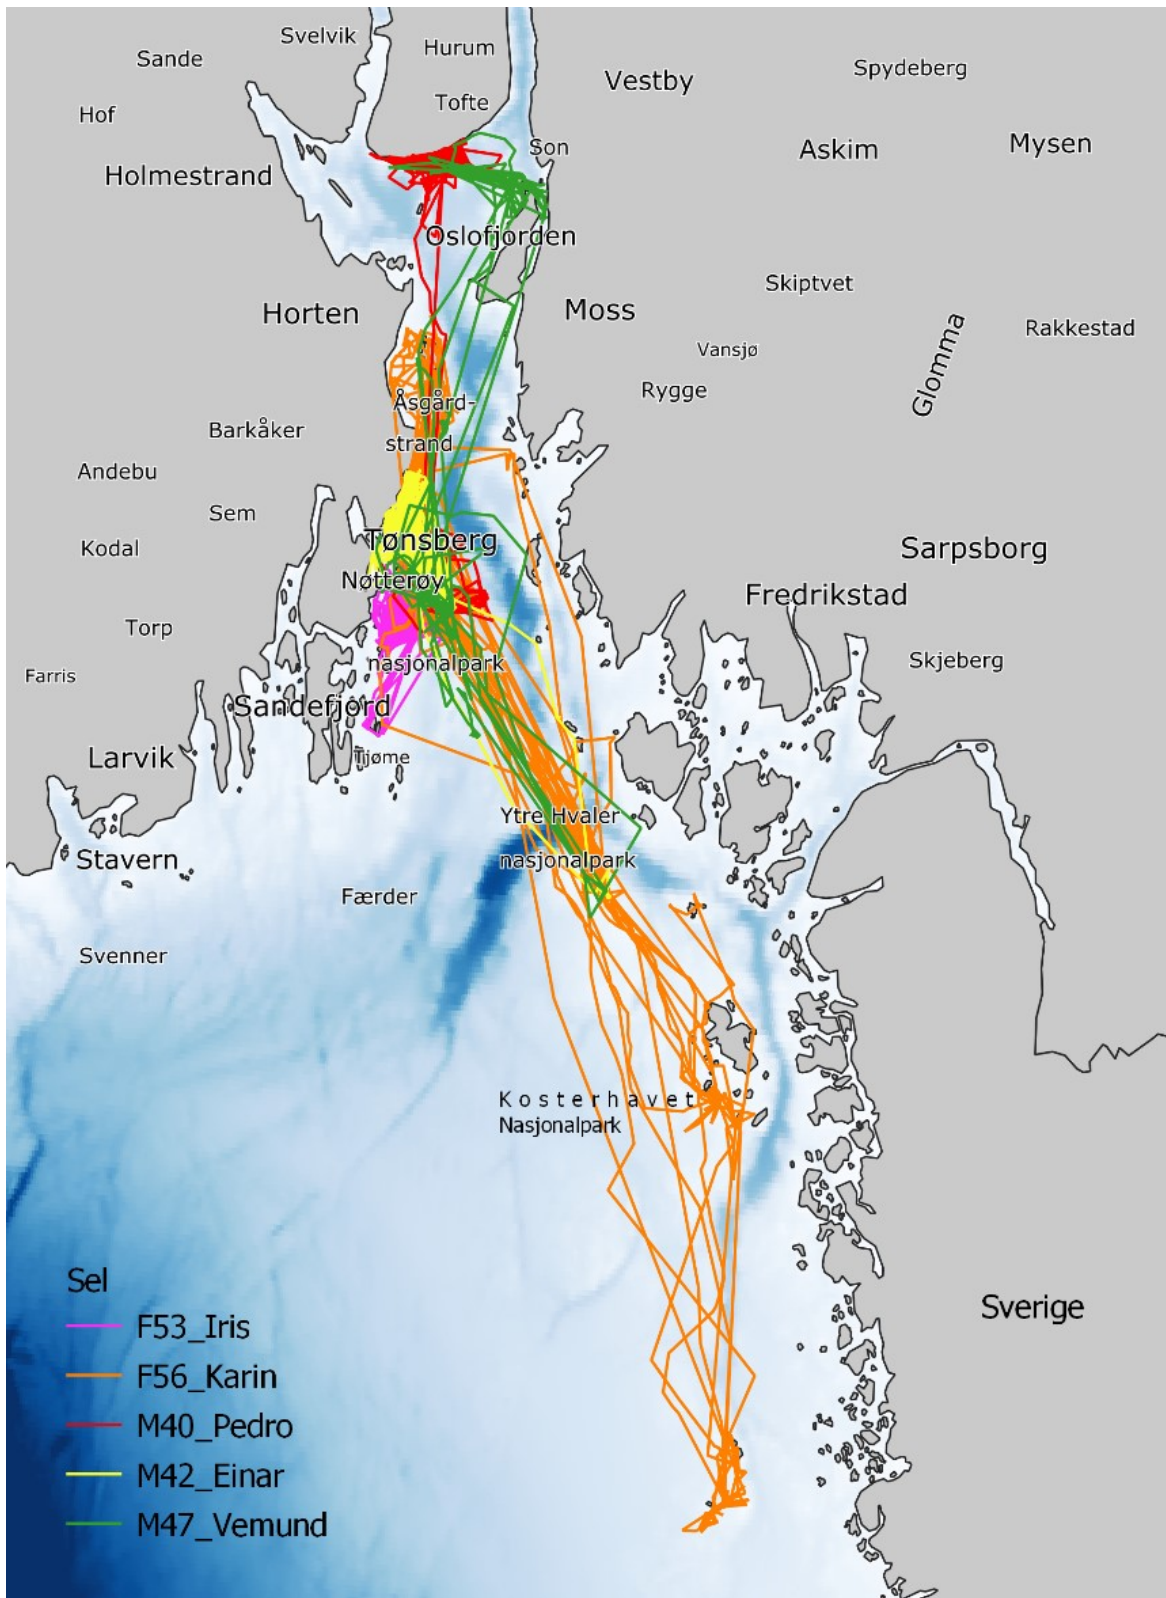 Svelvik
Hurum
Sande
Vestby
Spydeberg
Tofte
Hof
Son
Askim
Mysen
Holmestrand
Oslofjorden
Skiptvet
Horten
Moss
Rakkestad
Vansjø
Glomma
Rygge
Åsgård-
strand
Barkåker
Andebu
Sem
Tønsberg
Kodal
Sarpsborg
Nøtterøy
Fredrikstad
Torp
nasjonalpark
Skjeberg
Farris
Sandefjord
Larvik
Tjøme
Ytre Hvaler
nasjonalpark
Stavern
Færder
Svenner
Kosterhavet
Nasjonalpark
Sel
Sverige
F53_Iris
F56_Karin
M40_Pedro
M42_Einar
M47_Vemund